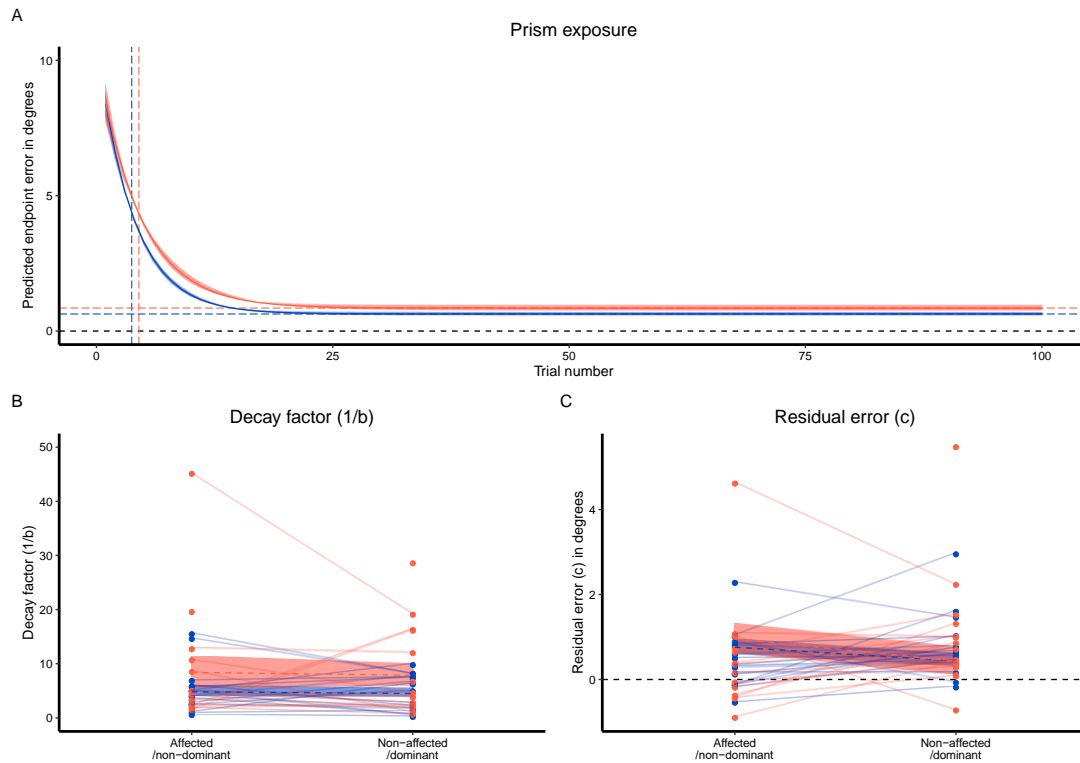 A
Prism exposure
Predicted endpoint error in degrees
10
5
0
0
25
50
75
100
Trial number
B
Decay factor (1/b)
Decay factor (1/b)
50
40
30
20
10
0
Affected
/non−dominant
Non−affected
/dominant
C
Residual error (c)
Residual error (c) in degrees
4
2
0
Affected
/non−dominant
Non−affected
/dominant